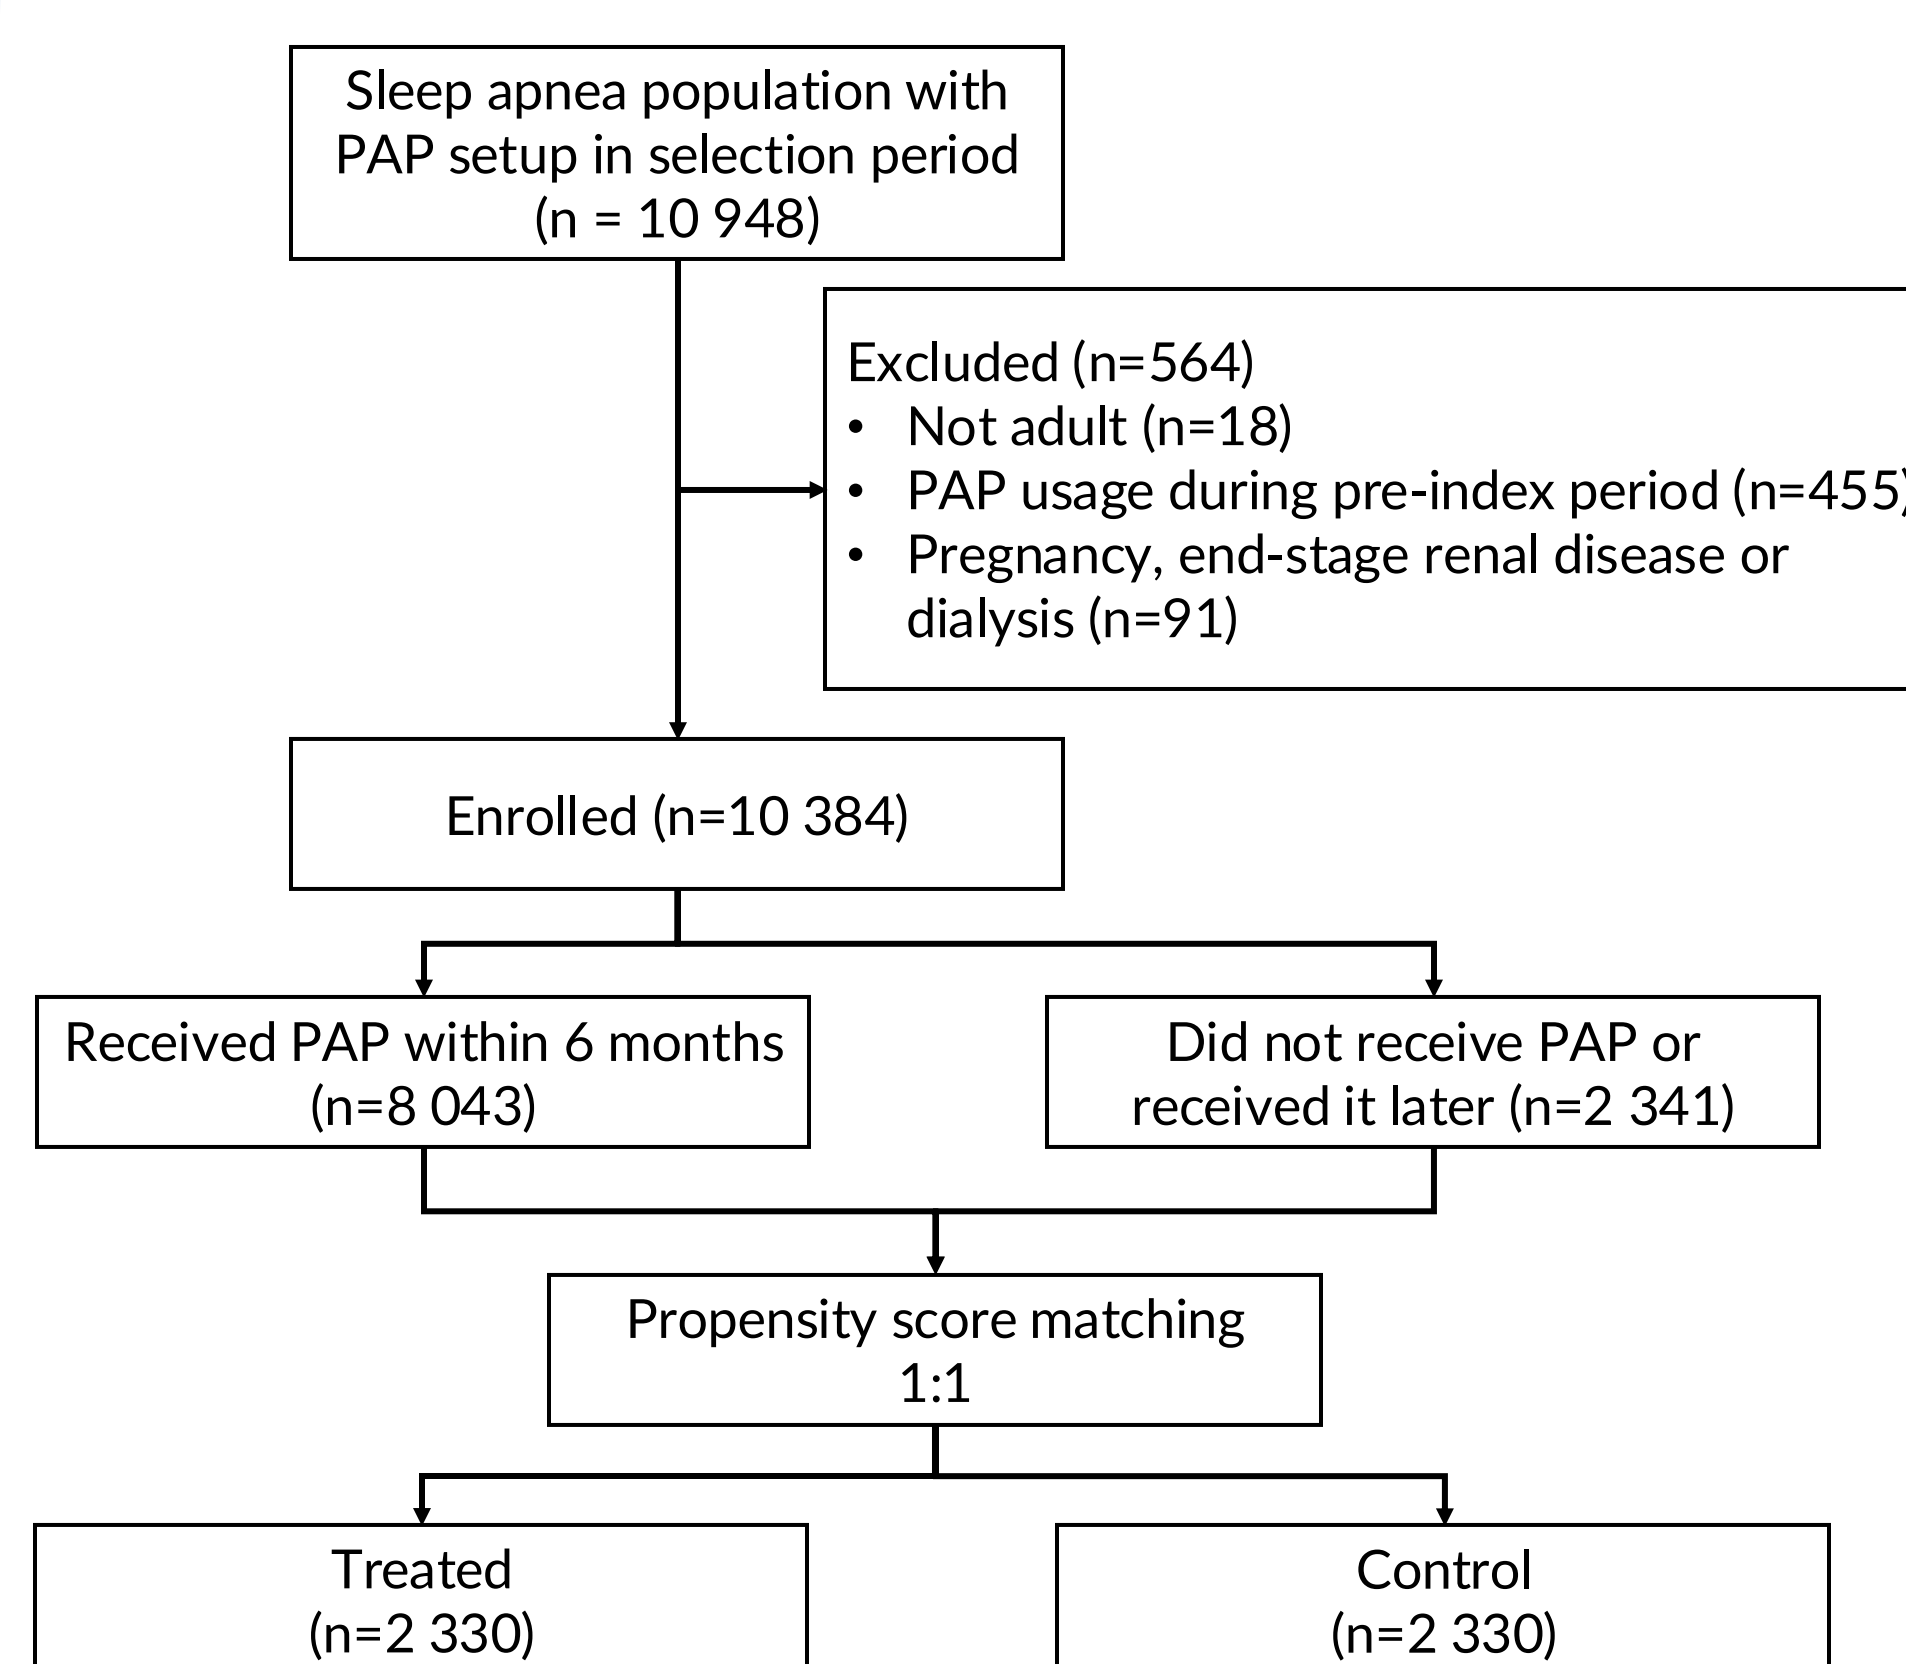 Sleep apnea population with
PAP setup in selection period
(n = 10 948)
Excluded (n=564)
• Not adult (n=18)
• PAP usage during pre-index period (n=455)
• Pregnancy, end-stage renal disease or
dialysis (n=91)
Enrolled (n=10 384)
Received PAP within 6 months
(n=8 043)
Did not receive PAP or
received it later (n=2 341)
Propensity score matching
1:1
Treated
(n=2 330)
Control
(n=2 330)